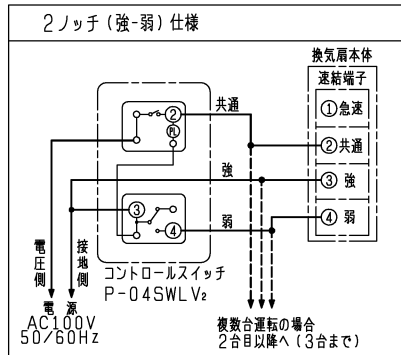 2ノッチ(強-弱)仕様
換気扇本体
速結端子
①急速
②共通
③強
④弱
共通
強
弱
②
PL
③
④
電圧側
接地側
コントロールスイッチ
P-04SWLV₂
電源
AC100V
50/60Hz
複数台運転の場合
2台目以降へ(3台まで)